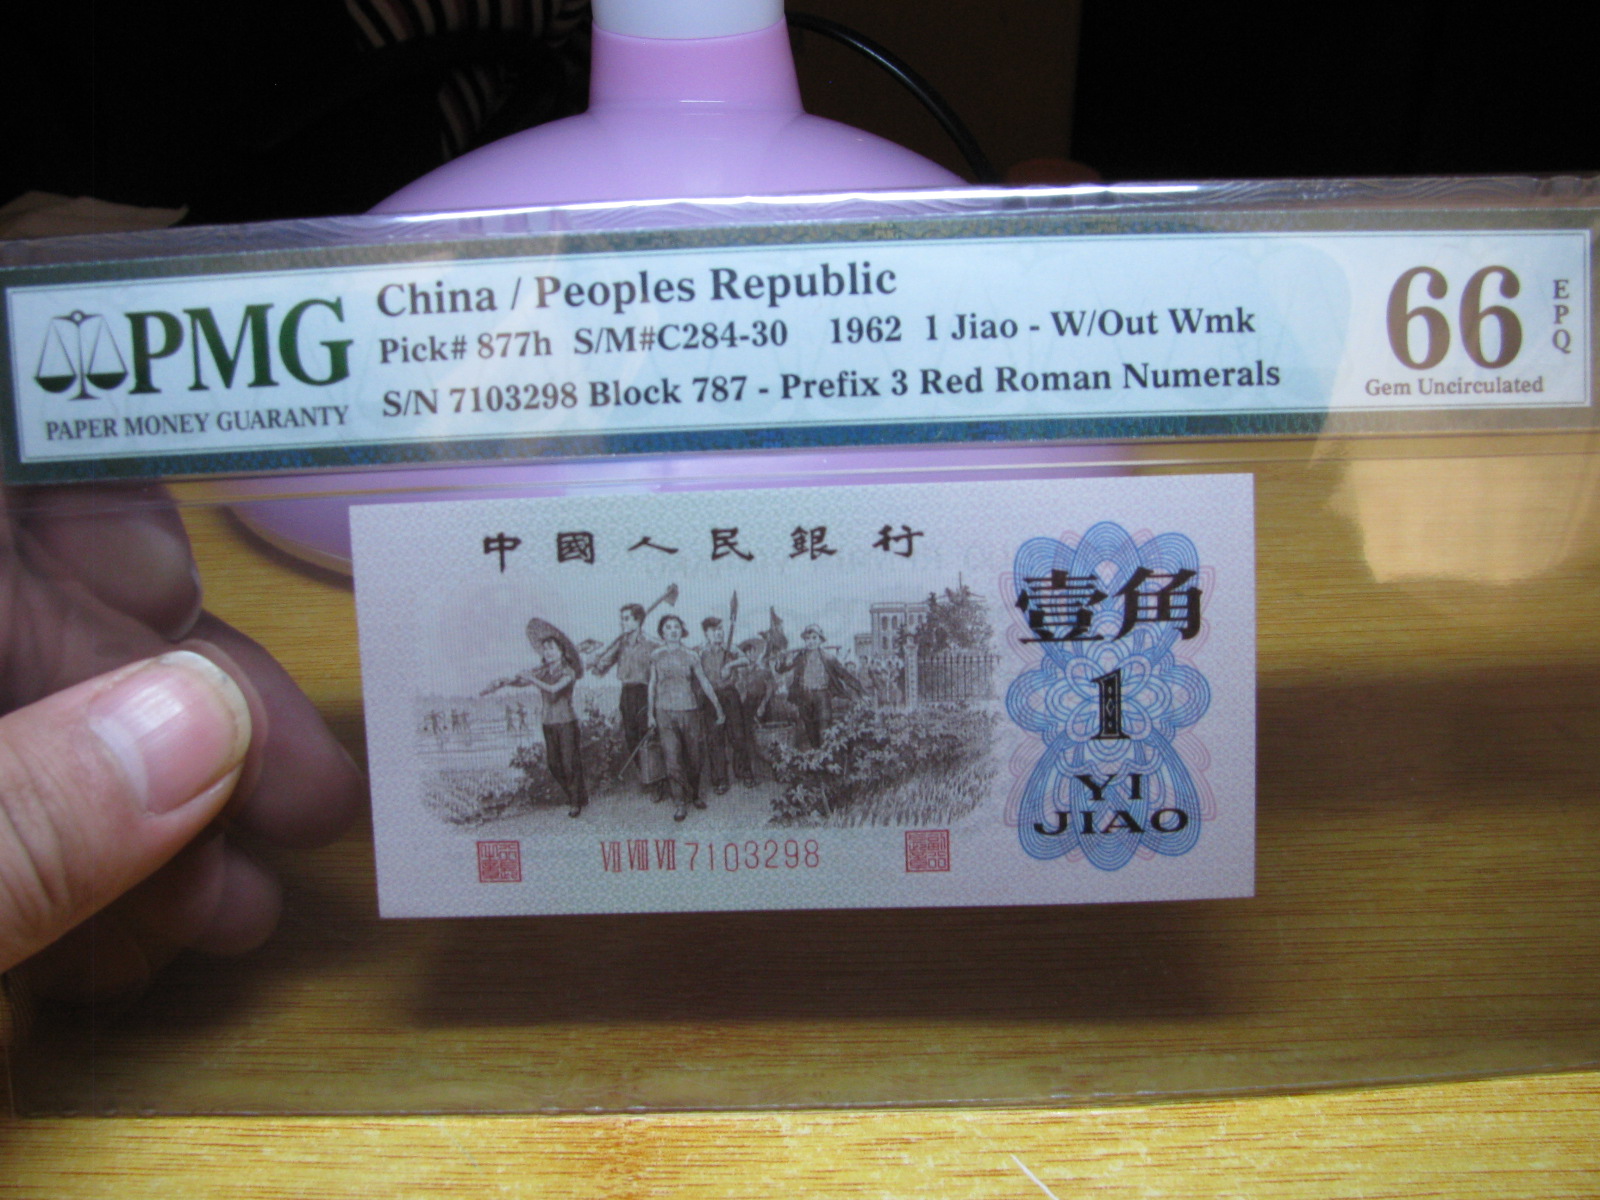 PMG
PAPER MONEY GUARANTY
China / Peoples Republic
Pick# 877h S/M#C284-30 1962 1 Jiao - W/Out Wmk
S/N 7103298 Block 787 - Prefix 3 Red Roman Numerals
66
EPQ
Gem Uncirculated
中國人民銀行
壹角
1
YI
JIAO
VII VIII VII 7103298